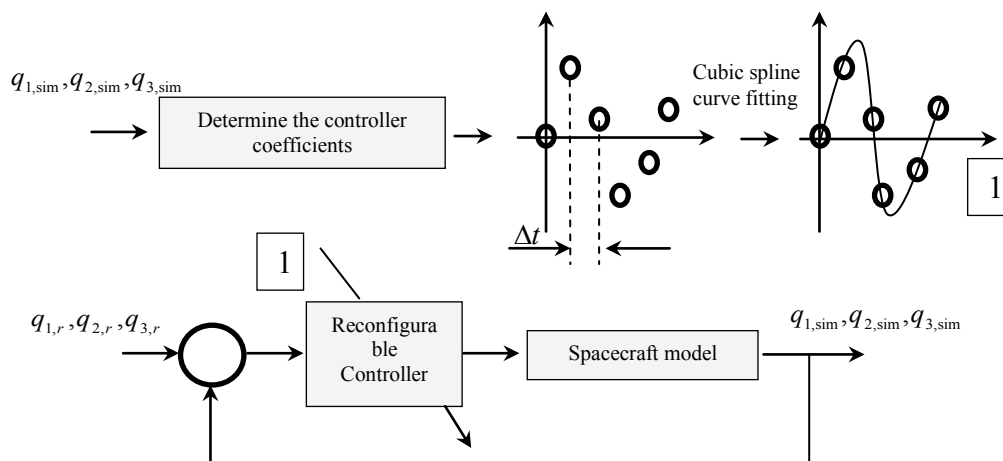 q1,sim, q2,sim, q3,sim
Determine the controller
coefficients
Δt
Cubic spline
curve fitting
1
1
q1,r, q2,r, q3,r
Reconfigura
ble
Controller
Spacecraft model
q1,sim, q2,sim, q3,sim